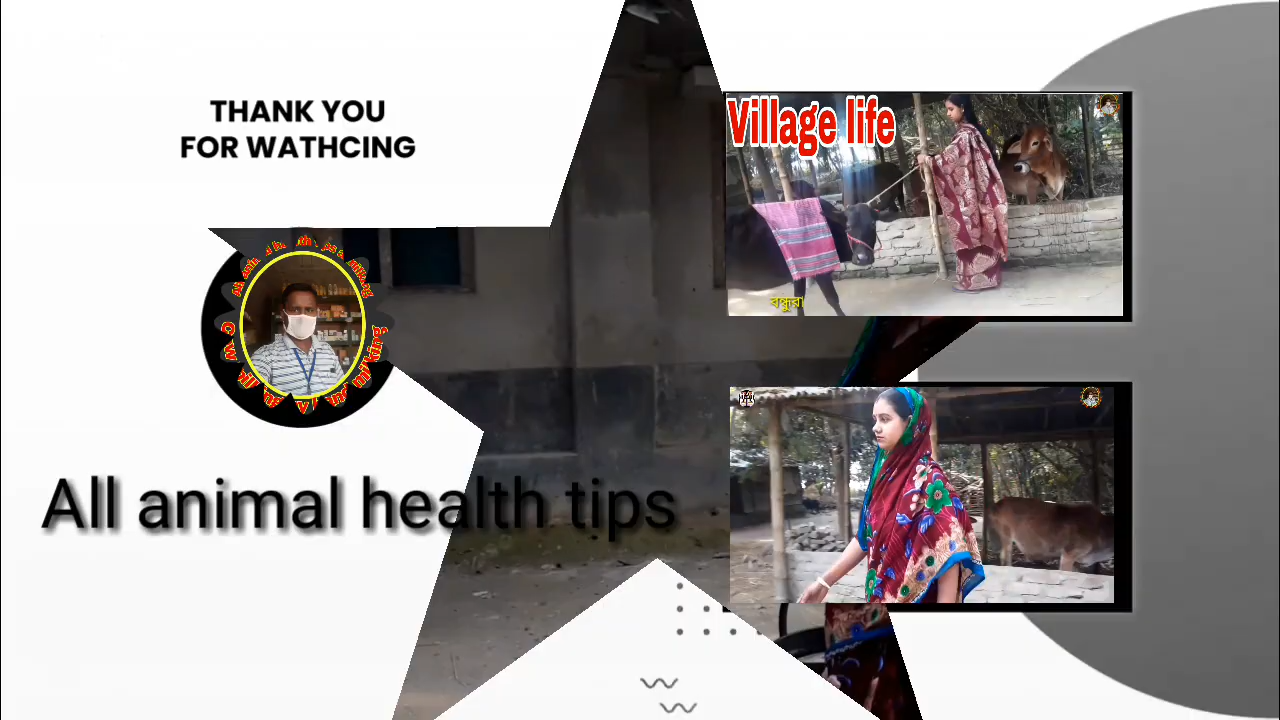 THANK YOU
FOR WATHCING
Village life
বন্ধুরা
All animal health tips